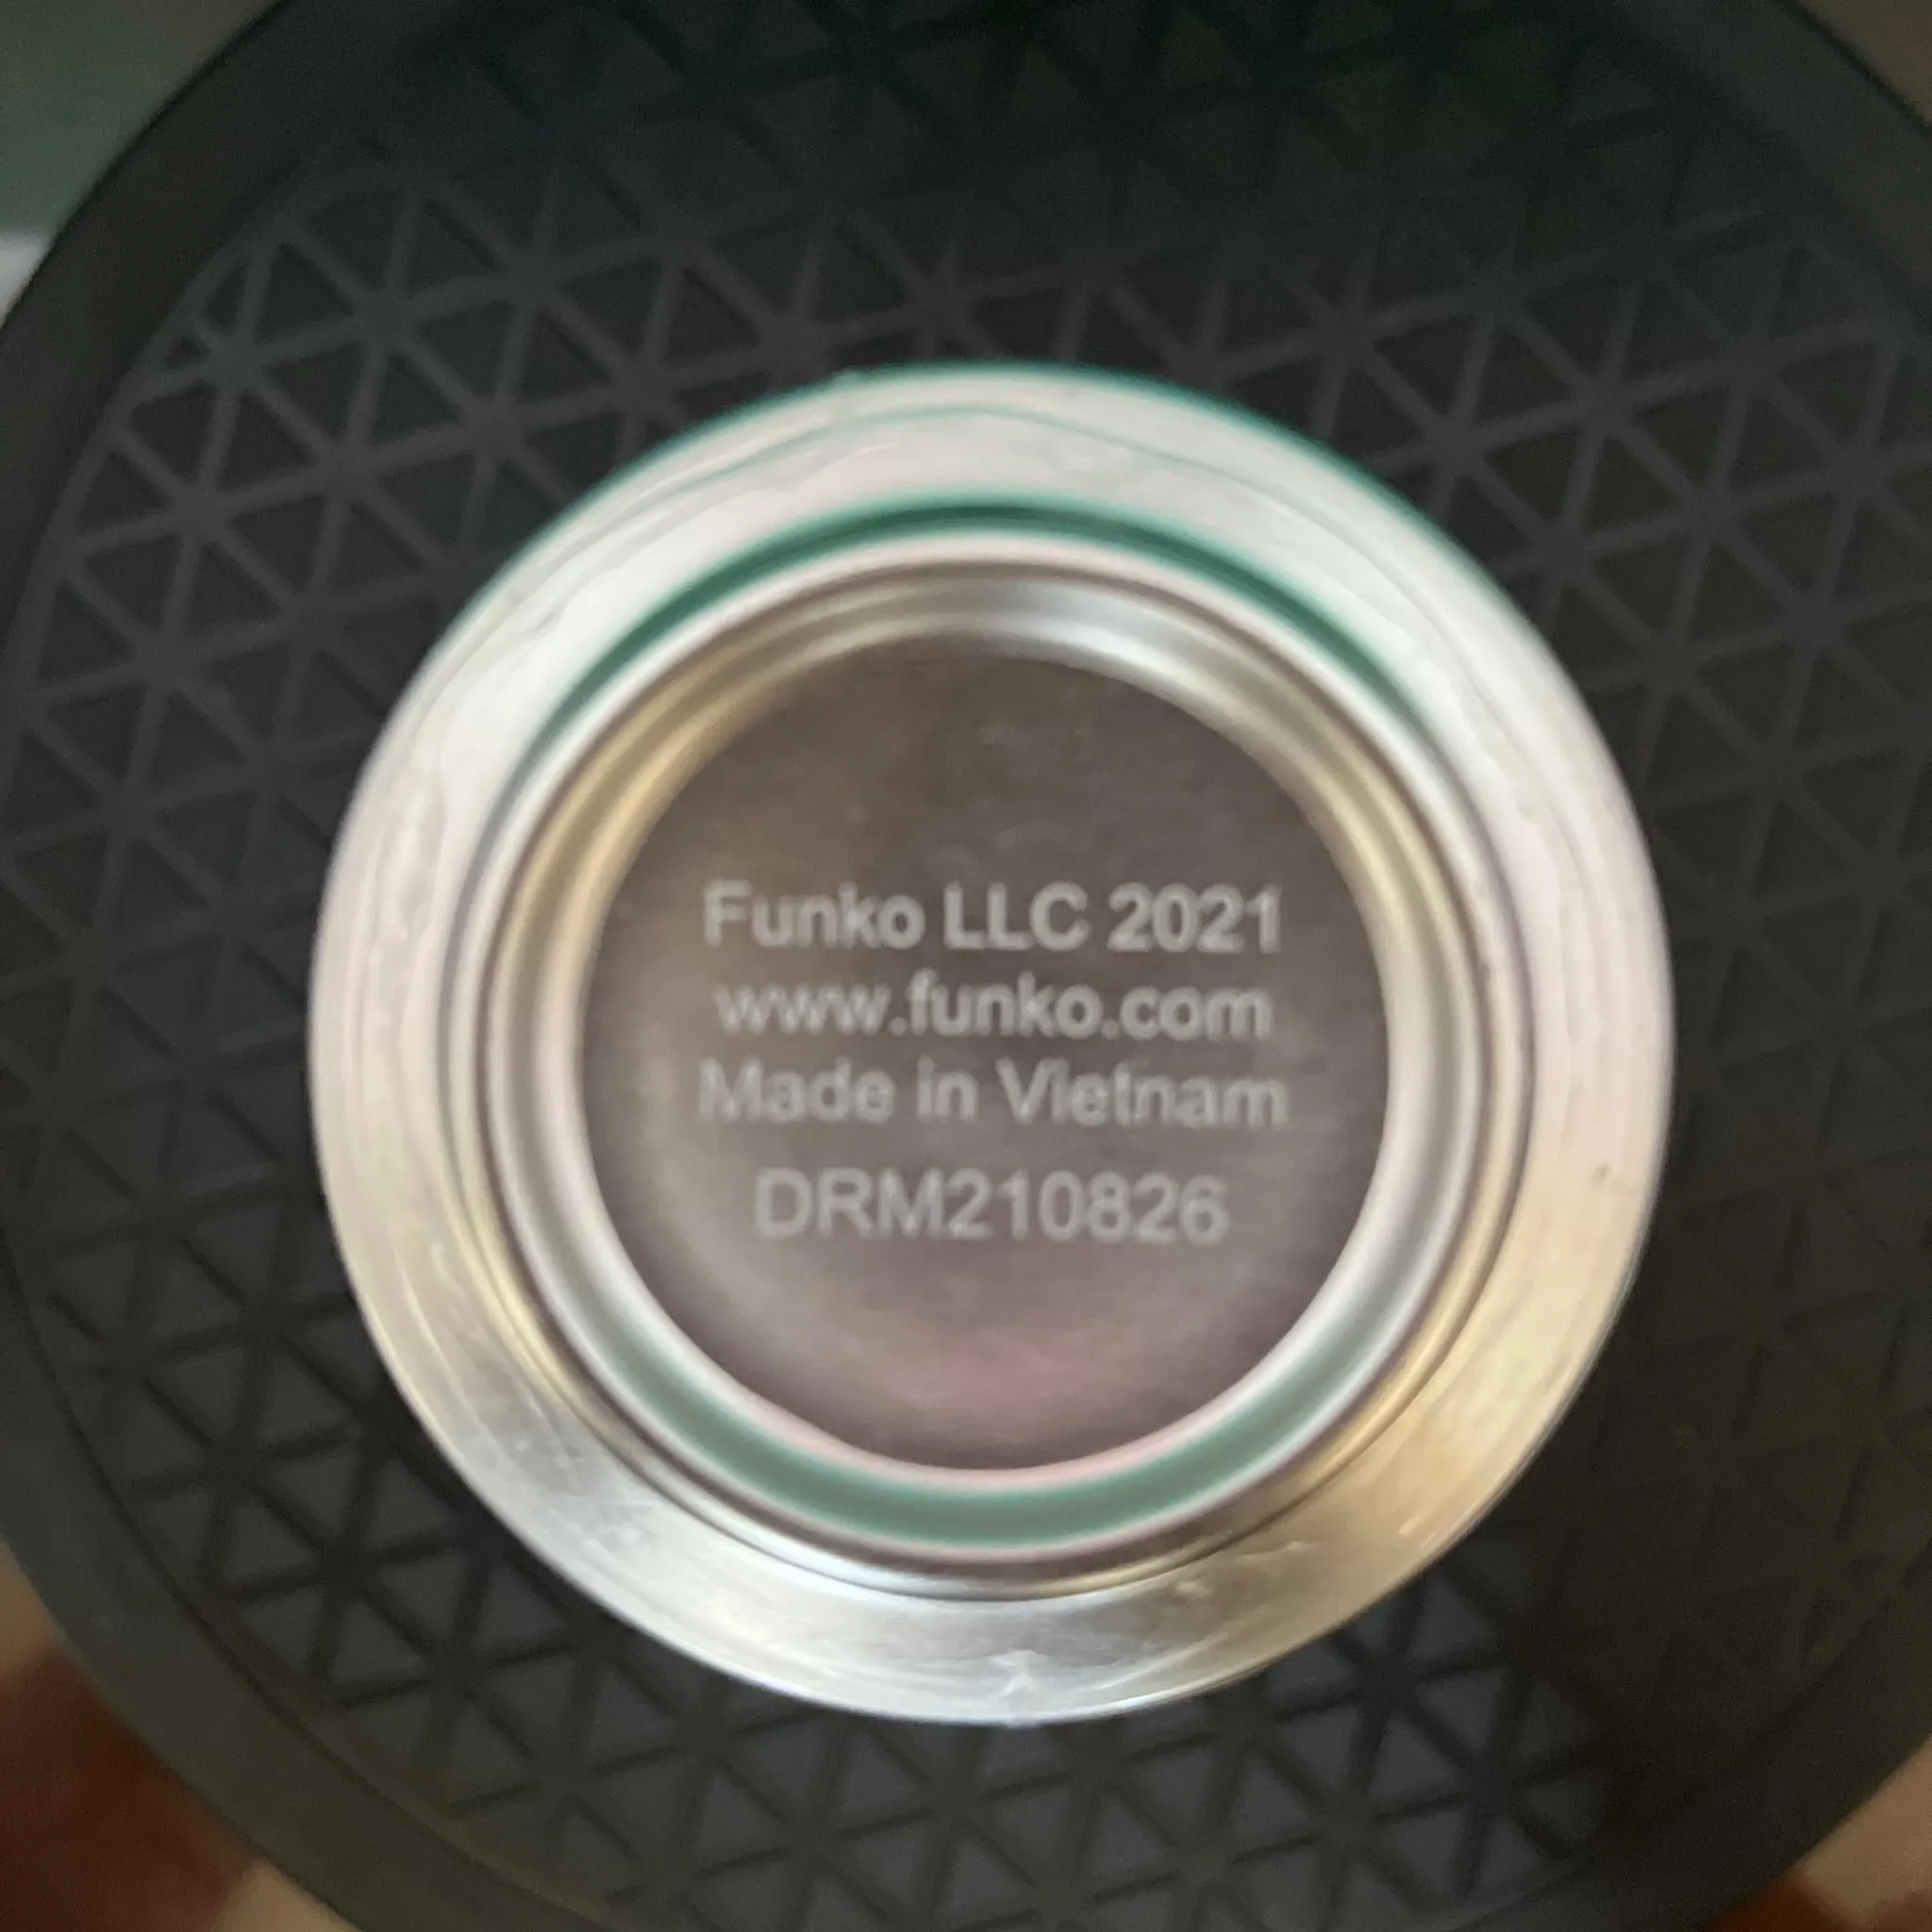 Funko LLC 2021
www.funko.com
Made in Vietnam
DRM210826